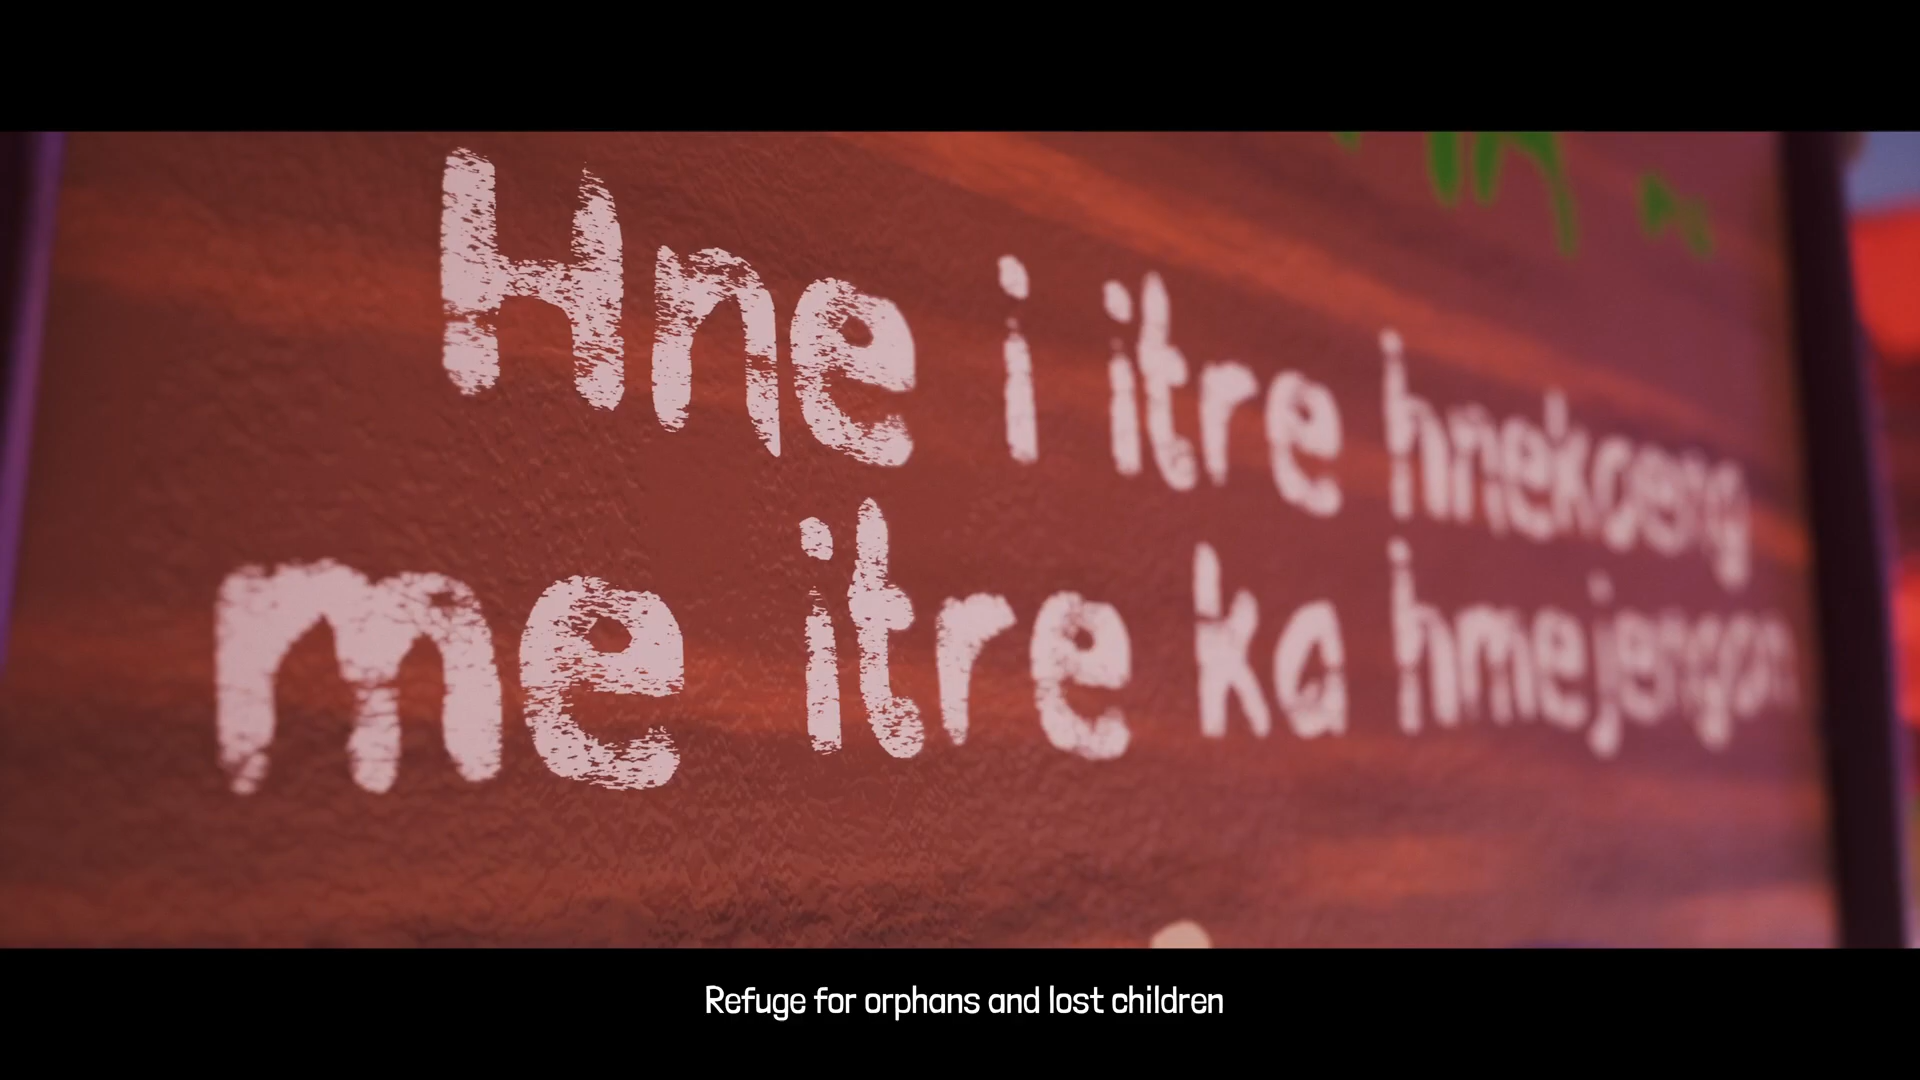 Hne i itre hnekoeng
me itre ka hmejengon
Refuge for orphans and lost children